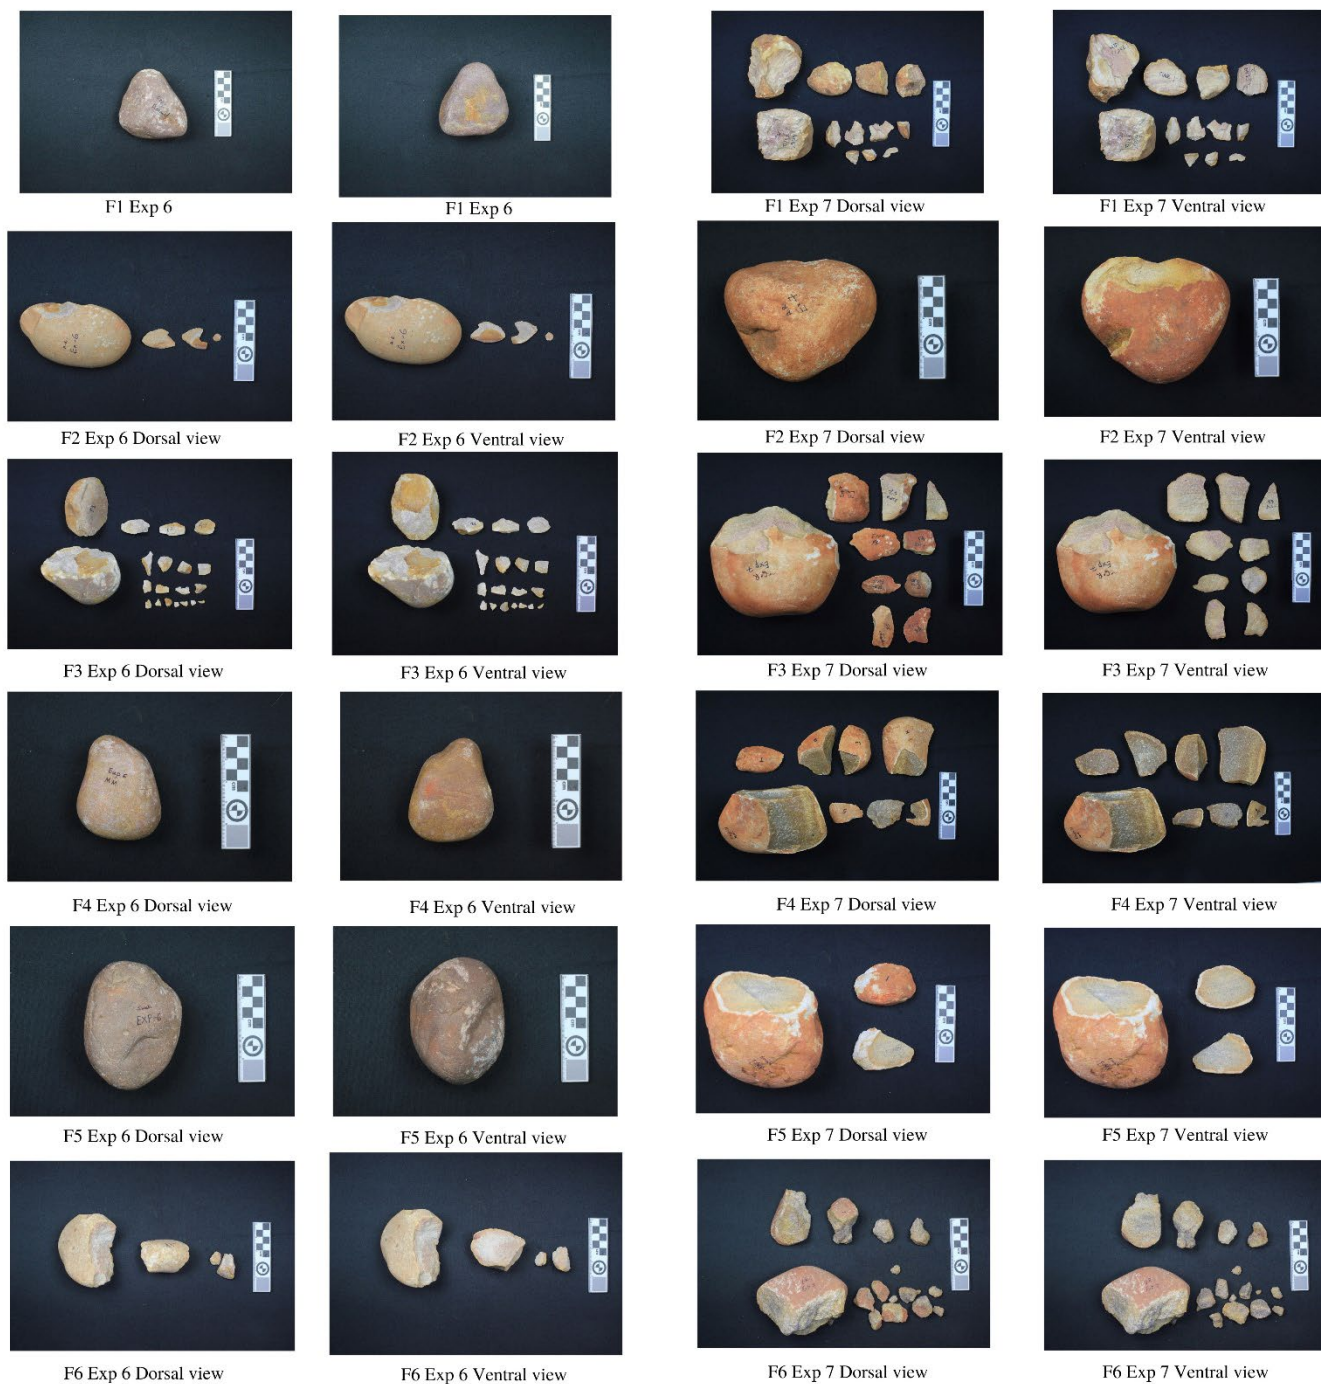 F1 Exp 6
F1 Exp 6
F1 Exp 7 Dorsal view
F1 Exp 7 Ventral view
F2 Exp 6 Dorsal view
F2 Exp 6 Ventral view
F2 Exp 7 Dorsal view
F2 Exp 7 Ventral view
F3 Exp 6 Dorsal view
F3 Exp 6 Ventral view
F3 Exp 7 Dorsal view
F3 Exp 7 Ventral view
Exp 6
F4 Exp 6 Dorsal view
F4 Exp 6 Ventral view
F4 Exp 7 Dorsal view
F4 Exp 7 Ventral view
EXP-6
F5 Exp 6 Dorsal view
F5 Exp 6 Ventral view
F5 Exp 7 Dorsal view
F5 Exp 7 Ventral view
F6 Exp 6 Dorsal view
F6 Exp 6 Ventral view
F6 Exp 7 Dorsal view
F6 Exp 7 Ventral view